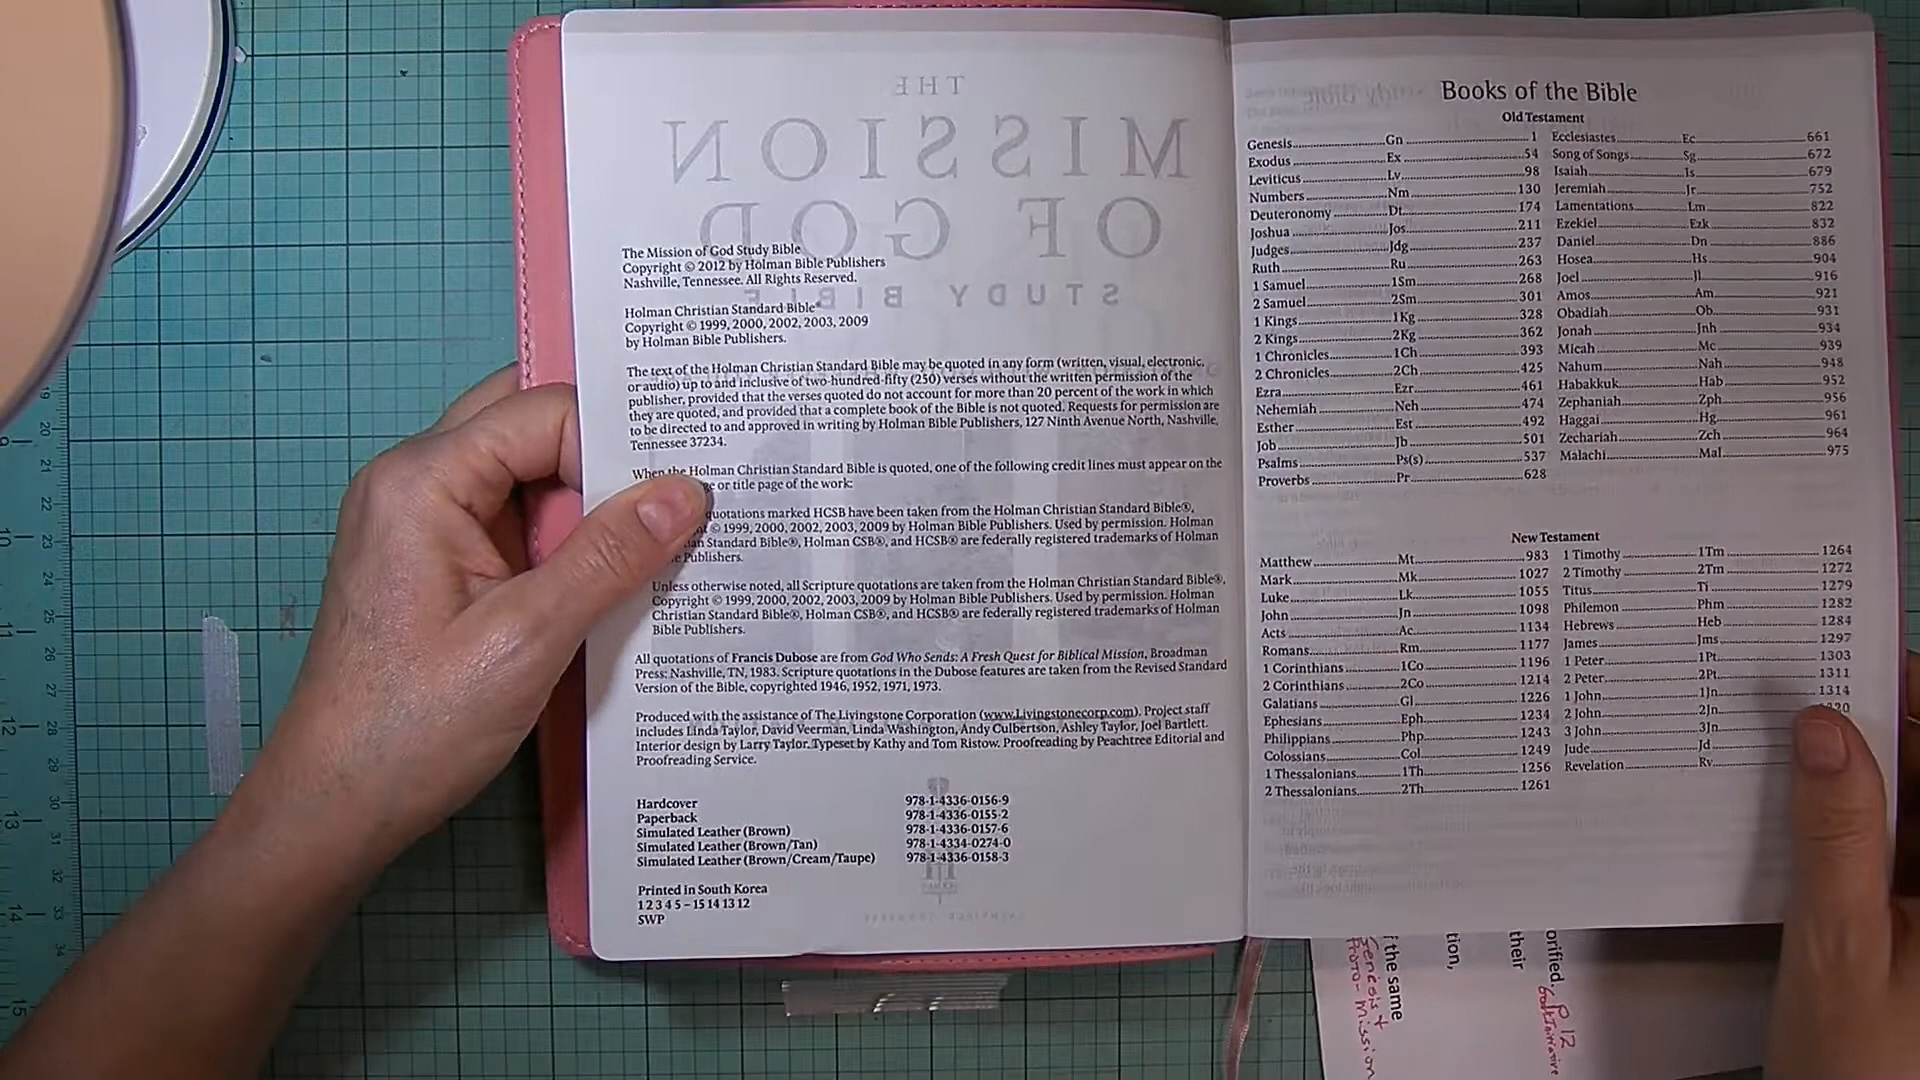 The Mission of God Study Bible
Copyright © 2012 by Holman Bible Publishers
Nashville, Tennessee. All Rights Reserved.
Holman Christian Standard Bible®
Copyright © 1999, 2000, 2002, 2003, 2009
by Holman Bible Publishers.
The text of the Holman Christian Standard Bible may be quoted in any form (written, visual, electronic,
or audio) up to and inclusive of two-hundred-fifty (250) verses without the written permission of the
publisher, provided that the verses quoted do not account for more than 20 percent of the work in which
they are quoted, and provided that a complete book of the Bible is not quoted. Requests for permission are
to be directed to and approved in writing by Holman Bible Publishers, 127 Ninth Avenue North, Nashville,
Tennessee 37234.
When the Holman Christian Standard Bible is quoted, one of the following credit lines must appear on the
or title page of the work:
quotations marked HCSB have been taken from the Holman Christian Standard Bible®,
© 1999, 2000, 2002, 2003, 2009 by Holman Bible Publishers. Used by permission. Holman
Standard Bible®, Holman CSB®, and HCSB® are federally registered trademarks of Holman
Publishers.
Unless otherwise noted, all Scripture quotations are taken from the Holman Christian Standard Bible®,
Copyright © 1999, 2000, 2002, 2003, 2009 by Holman Bible Publishers. Used by permission. Holman
Christian Standard Bible®, Holman CSB®, and HCSB® are federally registered trademarks of Holman
Bible Publishers.
All quotations of Francis Dubose are from God Who Sends: A Fresh Quest for Biblical Mission, Broadman
Press: Nashville, TN, 1983. Scripture quotations in the Dubose features are taken from the Revised Standard
Version of the Bible, copyrighted 1946, 1952, 1971, 1973.
Produced with the assistance of The Livingstone Corporation (www.Livingstonecorp.com). Project staff
includes Linda Taylor, David Veerman, Linda Washington, Andy Culbertson, Ashley Taylor, Joel Bartlett.
Interior design by Larry Taylor. Typeset by Kathy and Tom Ristow. Proofreading by Peachtree Editorial and
Proofreading Service.
Hardcover 978-1-4336-0156-9
Paperback 978-1-4336-0155-2
Simulated Leather (Brown) 978-1-4336-0157-6
Simulated Leather (Brown/Tan) 978-1-4334-0274-0
Simulated Leather (Brown/Cream/Taupe) 978-1-4336-0158-3
Printed in South Korea
1 2 3 4 5 – 15 14 13 12
SWP
THE
MISSION
OF GOD
STUDY BIBLE
Books of the Bible
Old Testament
Genesis Gn 1
Exodus Ex 54
Leviticus Lv 98
Numbers Nm 130
Deuteronomy Dt 174
Joshua Jos 211
Judges Jdg 237
Ruth Ru 263
1 Samuel 1Sm 268
2 Samuel 2Sm 301
1 Kings 1Kg 328
2 Kings 2Kg 362
1 Chronicles 1Ch 393
2 Chronicles 2Ch 425
Ezra Ezr 461
Nehemiah Neh 474
Esther Est 492
Job Jb 501
Psalms Ps(s) 537
Proverbs Pr 628
Ecclesiastes Ec 661
Song of Songs Sg 672
Isaiah Is 679
Jeremiah Jr 752
Lamentations Lm 822
Ezekiel Ezk 832
Daniel Dn 886
Hosea Hs 904
Joel Jl 916
Amos Am 921
Obadiah Ob 931
Jonah Jnh 934
Micah Mc 939
Nahum Nah 948
Habakkuk Hab 952
Zephaniah Zph 956
Haggai Hg 961
Zechariah Zch 964
Malachi Mal 975
New Testament
Matthew Mt 983
Mark Mk 1027
Luke Lk 1055
John Jn 1098
Acts Ac 1134
Romans Rm 1177
1 Corinthians 1Co 1196
2 Corinthians 2Co 1214
Galatians Gl 1226
Ephesians Eph 1234
Philippians Php 1243
Colossians Col 1249
1 Thessalonians 1Th 1256
2 Thessalonians 2Th 1261
1 Timothy 1Tm 1264
2 Timothy 2Tm 1272
Titus Ti 1279
Philemon Phm 1282
Hebrews Heb 1284
James Jms 1297
1 Peter 1Pt 1303
2 Peter 2Pt 1311
1 John 1Jn 1314
2 John 2Jn
3 John 3Jn
Jude Jd
Revelation Rv
orified. P 12
their
tion,
the same
Genesis 4
Proto-Mission